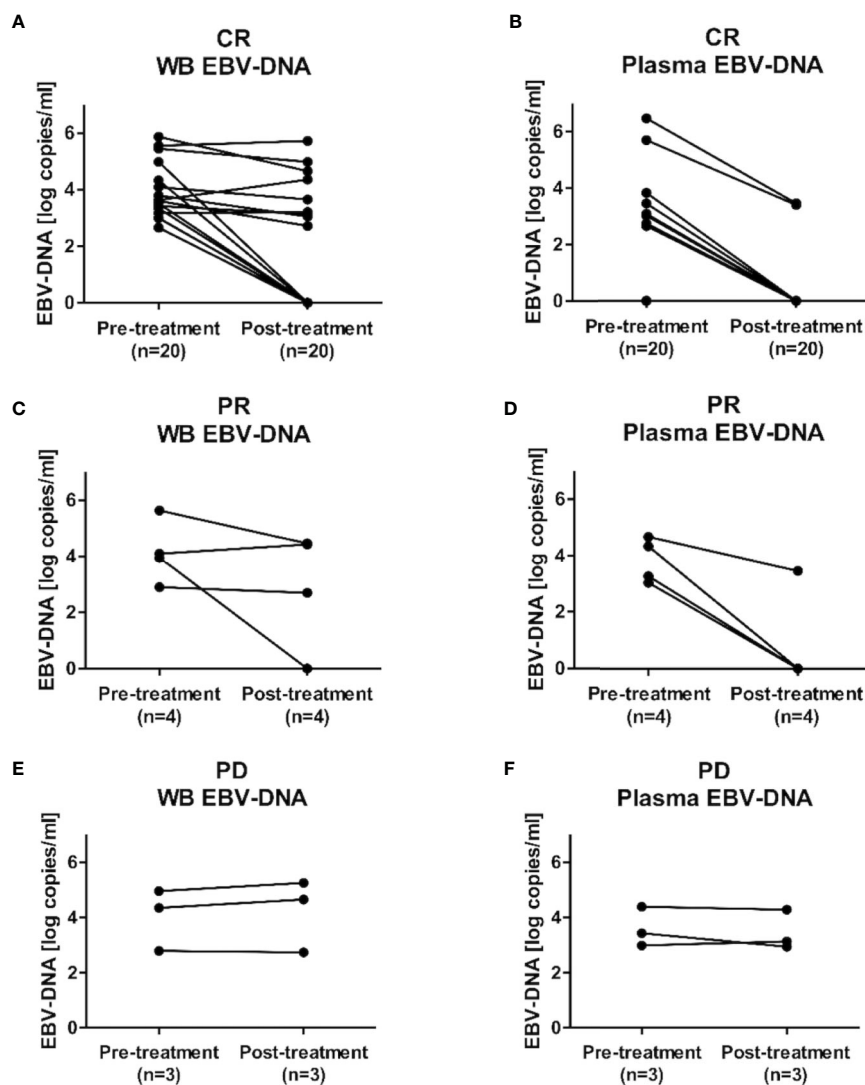 A
CR
WB EBV-DNA
EBV-DNA [log copies/ml]
6
4
2
0
Pre-treatment Post-treatment
(n=20) (n=20)
B
CR
Plasma EBV-DNA
EBV-DNA [log copies/ml]
6
4
2
0
Pre-treatment Post-treatment
(n=20) (n=20)
C
PR
WB EBV-DNA
EBV-DNA [log copies/ml]
6
4
2
0
Pre-treatment Post-treatment
(n=4) (n=4)
D
PR
Plasma EBV-DNA
EBV-DNA [log copies/ml]
6
4
2
0
Pre-treatment Post-treatment
(n=4) (n=4)
E
PD
WB EBV-DNA
EBV-DNA [log copies/ml]
6
4
2
0
Pre-treatment Post-treatment
(n=3) (n=3)
F
PD
Plasma EBV-DNA
EBV-DNA [log copies/ml]
6
4
2
0
Pre-treatment Post-treatment
(n=3) (n=3)